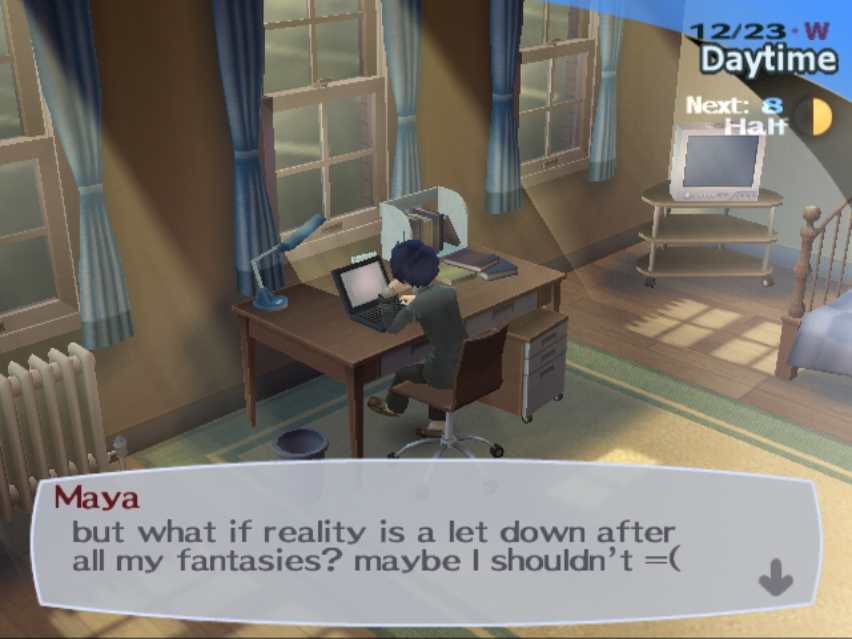 12/23・W
Daytime
Next: 8
Half
Maya
but what if reality is a let down after
all my fantasies? maybe I shouldn't =(